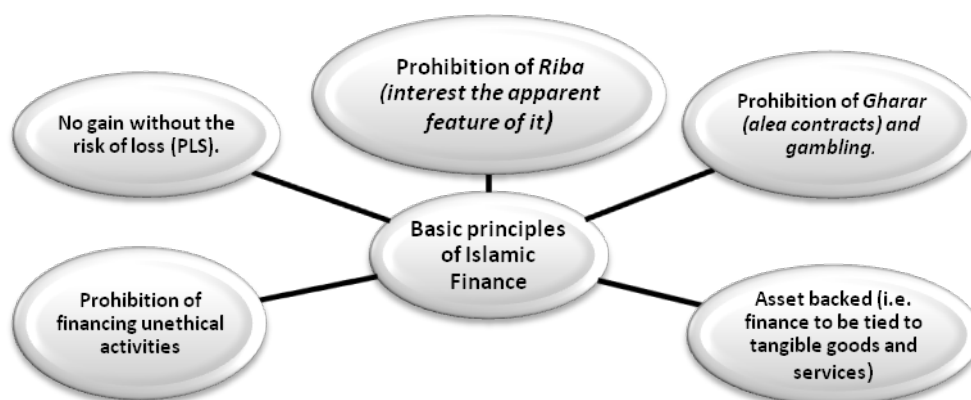 Prohibition of Riba
(interest the apparent
feature of it)
No gain without the
risk of loss (PLS).
Prohibition of Gharar
(alea contracts) and
gambling.
Basic principles
of Islamic
Finance
Prohibition of
financing unethical
activities
Asset backed (i.e.
finance to be tied to
tangible goods and
services)